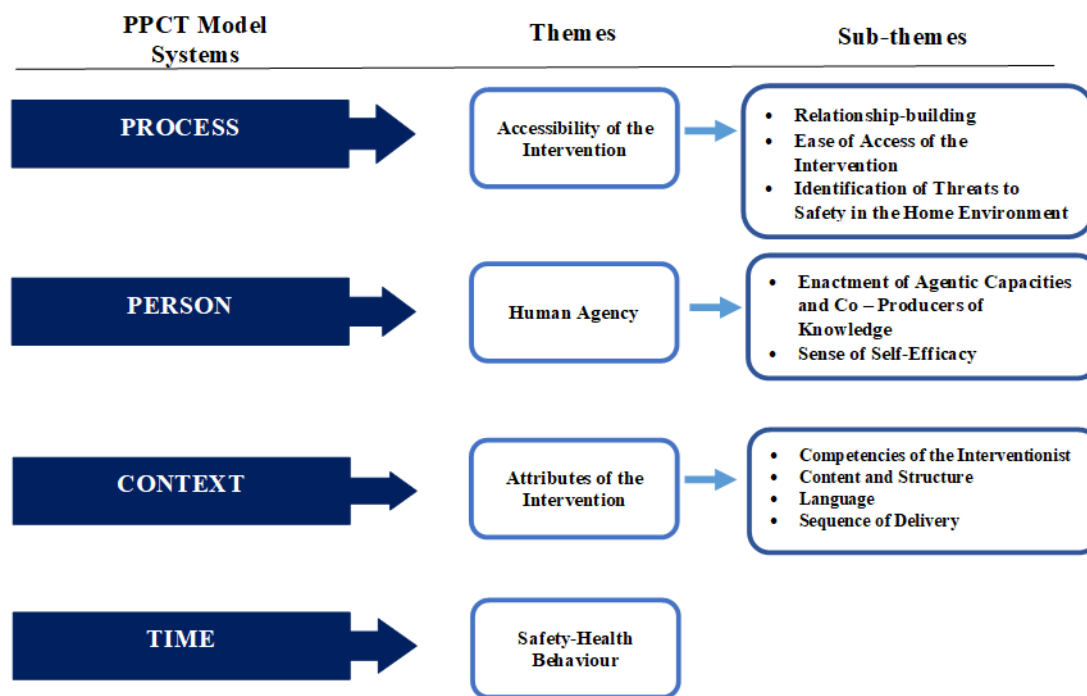 PPCT Model
Systems
Themes
Sub-themes
PROCESS
Accessibility of the
Intervention
• Relationship-building
• Ease of Access of the
Intervention
• Identification of Threats to
Safety in the Home Environment
PERSON
Human Agency
• Enactment of Agentic Capacities
and Co – Producers of
Knowledge
• Sense of Self-Efficacy
CONTEXT
Attributes of the
Intervention
• Competencies of the Interventionist
• Content and Structure
• Language
• Sequence of Delivery
TIME
Safety-Health
Behaviour